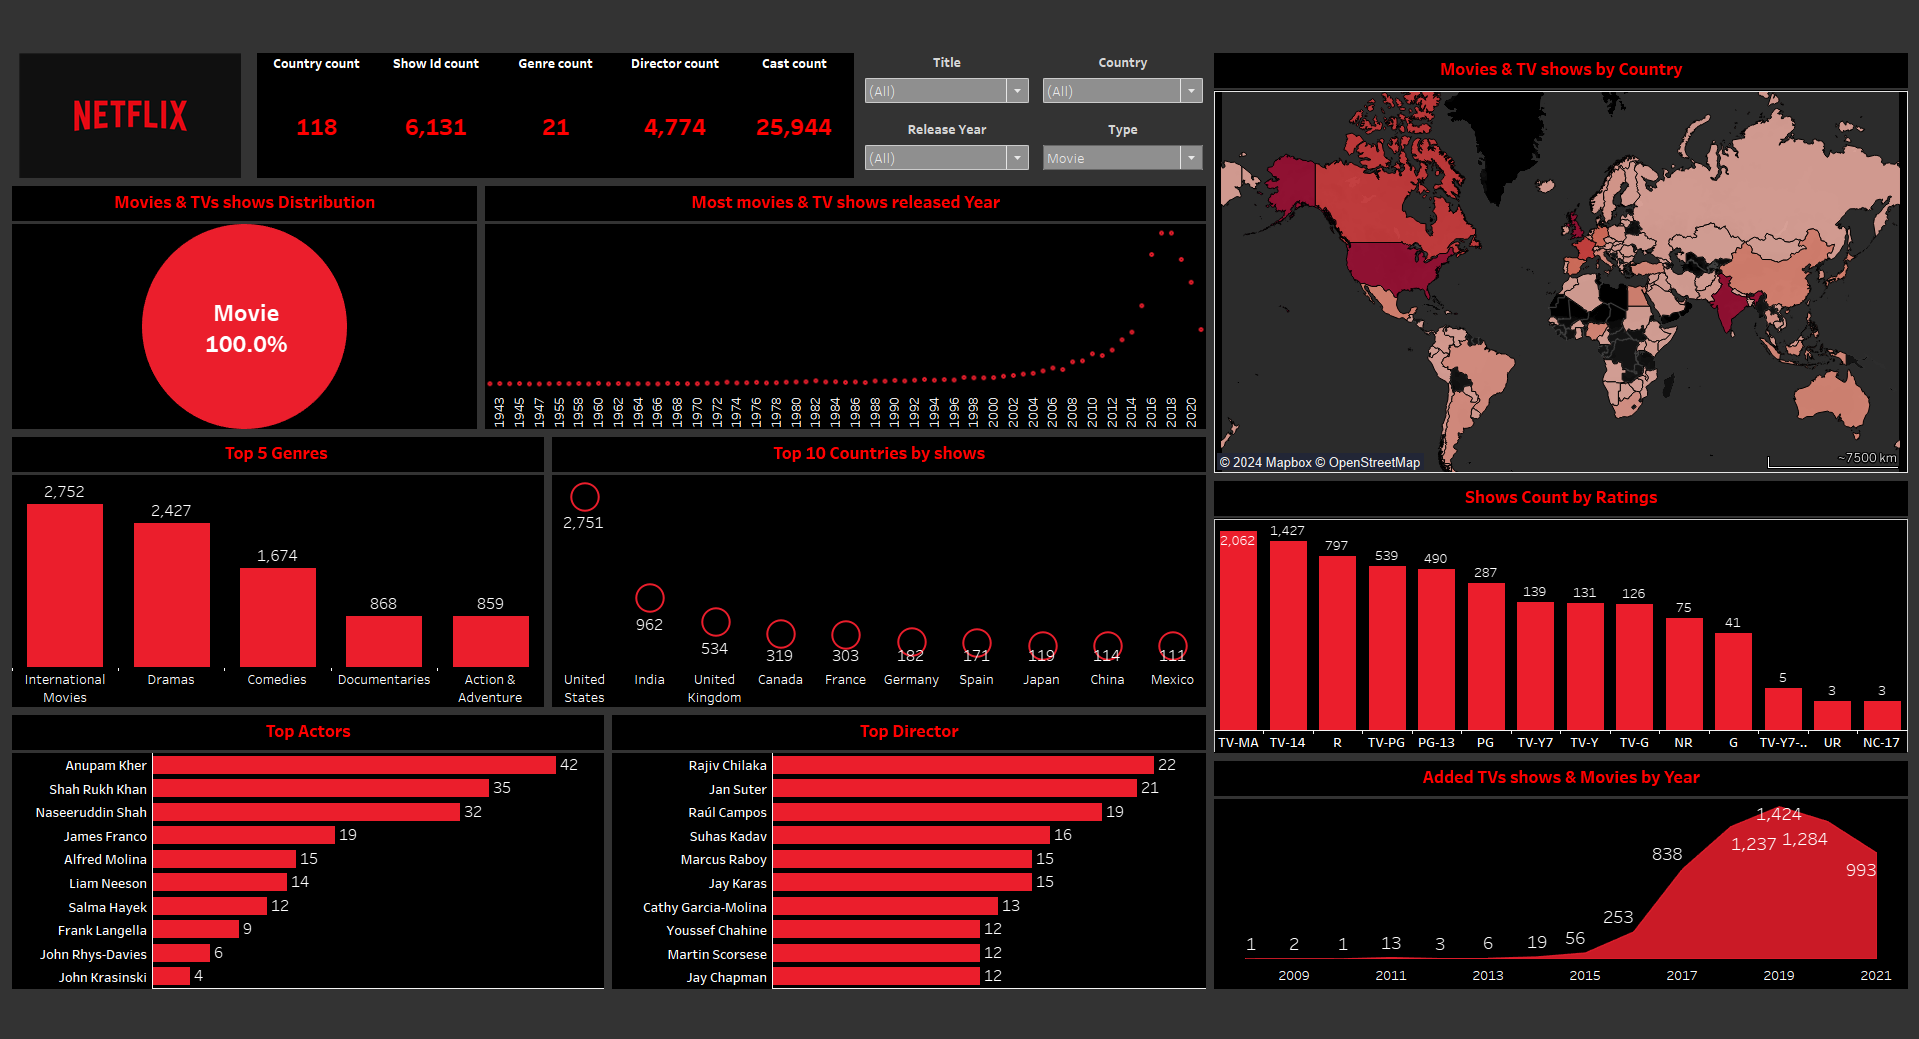 NETFLIX
Country count
Show Id count
Genre count
Director count
Cast count
118
6,131
21
4,774
25,944
Title
Country
(All)
(All)
Release Year
Type
(All)
Movie
Movies & TV shows by Country
© 2024 Mapbox © OpenStreetMap
~7500 km
Movies & TVs shows Distribution
Movie
100.0%
Most movies & TV shows released Year
1943
1945
1947
1955
1958
1960
1962
1964
1966
1968
1970
1972
1974
1976
1978
1980
1982
1984
1986
1988
1990
1992
1994
1996
1998
2000
2002
2004
2006
2008
2010
2012
2014
2016
2018
2020
Top 5 Genres
2,752
2,427
1,674
868
859
International
Movies
Dramas
Comedies
Documentaries
Action &
Adventure
Top 10 Countries by shows
2,751
962
534
319
303
182
171
119
114
111
United
States
India
United
Kingdom
Canada
France
Germany
Spain
Japan
China
Mexico
Shows Count by Ratings
2,062
1,427
797
539
490
287
139
131
126
75
41
5
3
3
TV-MA
TV-14
R
TV-PG
PG-13
PG
TV-Y7
TV-Y
TV-G
NR
G
TV-Y7-..
UR
NC-17
Top Actors
Anupam Kher 42
Shah Rukh Khan 35
Naseeruddin Shah 32
James Franco 19
Alfred Molina 15
Liam Neeson 14
Salma Hayek 12
Frank Langella 9
John Rhys-Davies 6
John Krasinski 4
Top Director
Rajiv Chilaka 22
Jan Suter 21
Raúl Campos 19
Suhas Kadav 16
Marcus Raboy 15
Jay Karas 15
Cathy Garcia-Molina 13
Youssef Chahine 12
Martin Scorsese 12
Jay Chapman 12
Added TVs shows & Movies by Year
1
2
1
13
3
6
19
56
253
838
1,237
1,424
1,284
993
2009
2011
2013
2015
2017
2019
2021